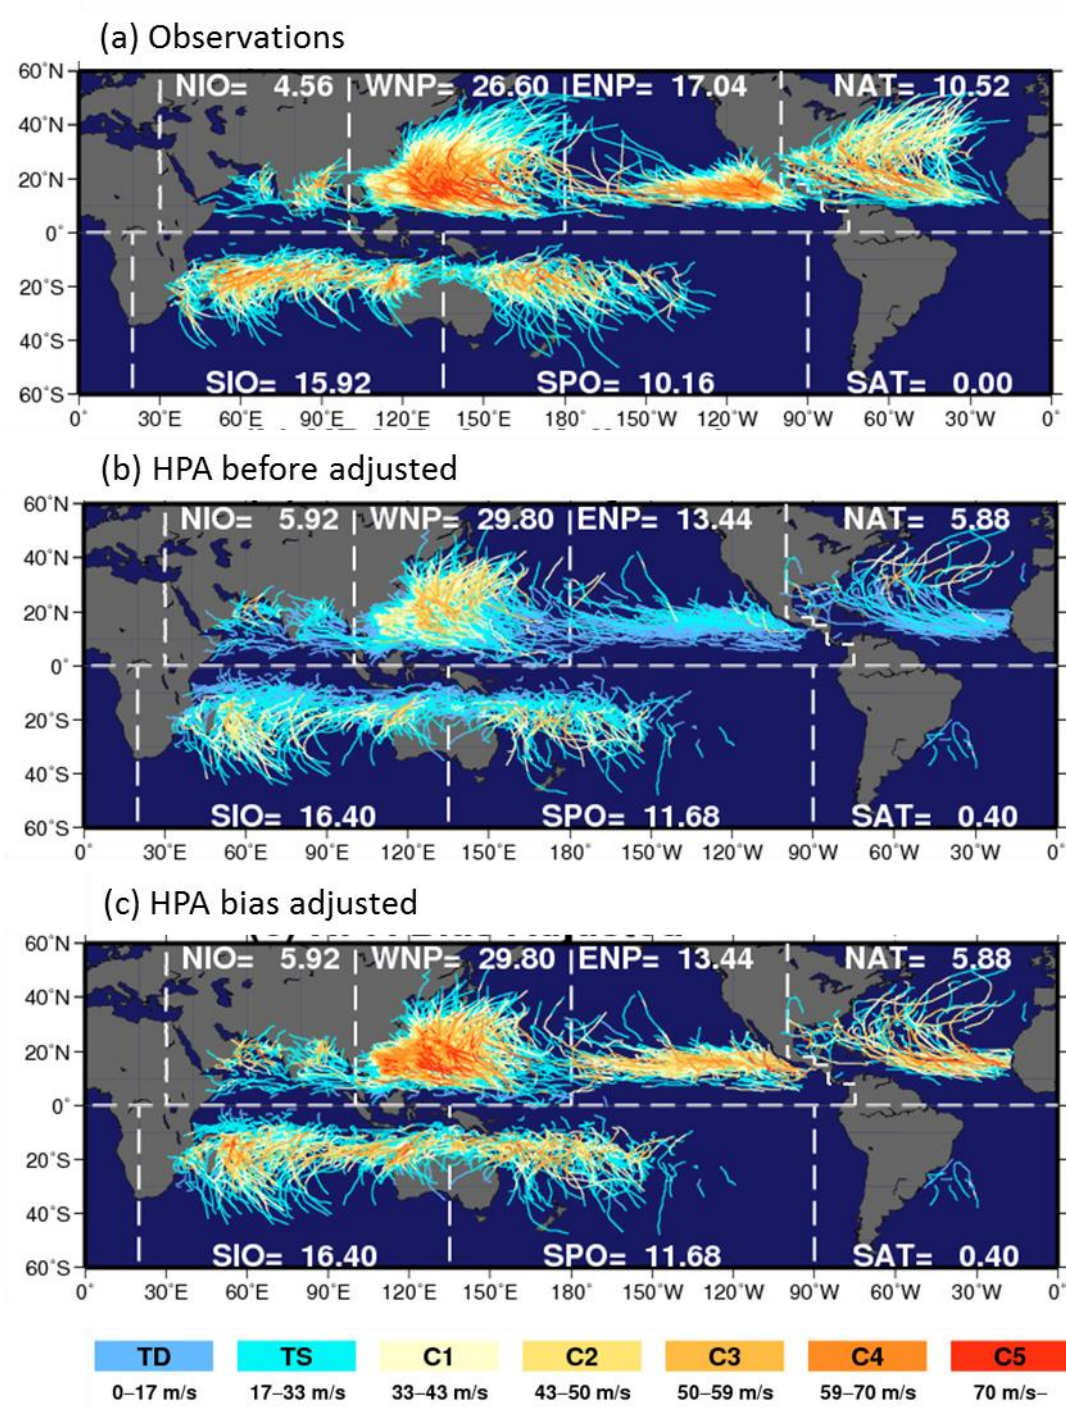 (a) Observations
60°N
NIO= 4.56 WNP= 26.60 ENP= 17.04 NAT= 10.52
40°N
20°N
0°
20°S
40°S
SIO= 15.92 SPO= 10.16 SAT= 0.00
60°S
0° 30°E 60°E 90°E 120°E 150°E 180° 150°W 120°W 90°W 60°W 30°W 0°
(b) HPA before adjusted
60°N
NIO= 5.92 WNP= 29.80 ENP= 13.44 NAT= 5.88
40°N
20°N
0°
20°S
40°S
SIO= 16.40 SPO= 11.68 SAT= 0.40
60°S
0° 30°E 60°E 90°E 120°E 150°E 180° 150°W 120°W 90°W 60°W 30°W 0°
(c) HPA bias adjusted
60°N
NIO= 5.92 WNP= 29.80 ENP= 13.44 NAT= 5.88
40°N
20°N
0°
20°S
40°S
SIO= 16.40 SPO= 11.68 SAT= 0.40
60°S
0° 30°E 60°E 90°E 120°E 150°E 180° 150°W 120°W 90°W 60°W 30°W 0°
TD TS C1 C2 C3 C4 C5
0–17 m/s 17–33 m/s 33–43 m/s 43–50 m/s 50–59 m/s 59–70 m/s 70 m/s–